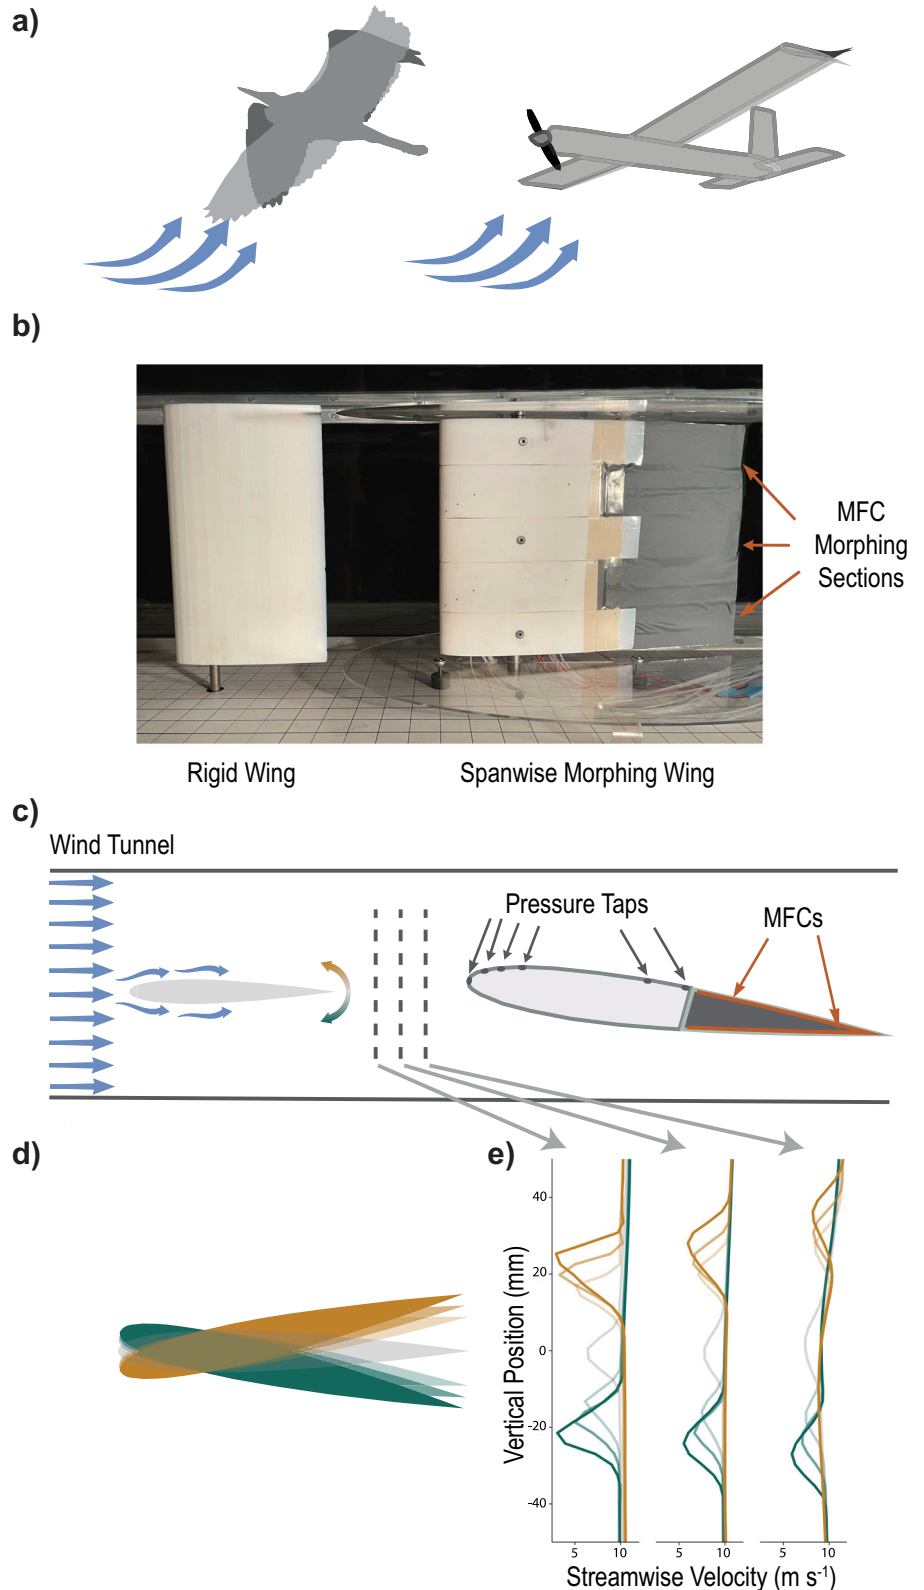 a)
b)
MFC
Morphing
Sections
Rigid Wing
Spanwise Morphing Wing
c)
Wind Tunnel
Pressure Taps
MFCs
d)
e)
Vertical Position (mm)
40
20
0
-20
-40
5
10
5
10
5
10
Streamwise Velocity (m s⁻¹)